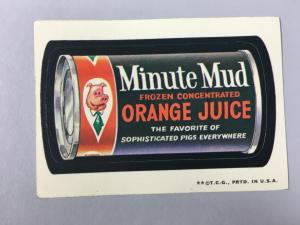 Minute Mud
FROZEN CONCENTRATED
ORANGE JUICE
THE FAVORITE OF
SOPHISTICATED PIGS EVERYWHERE
**©T.C.G., PRTD. IN U.S.A.